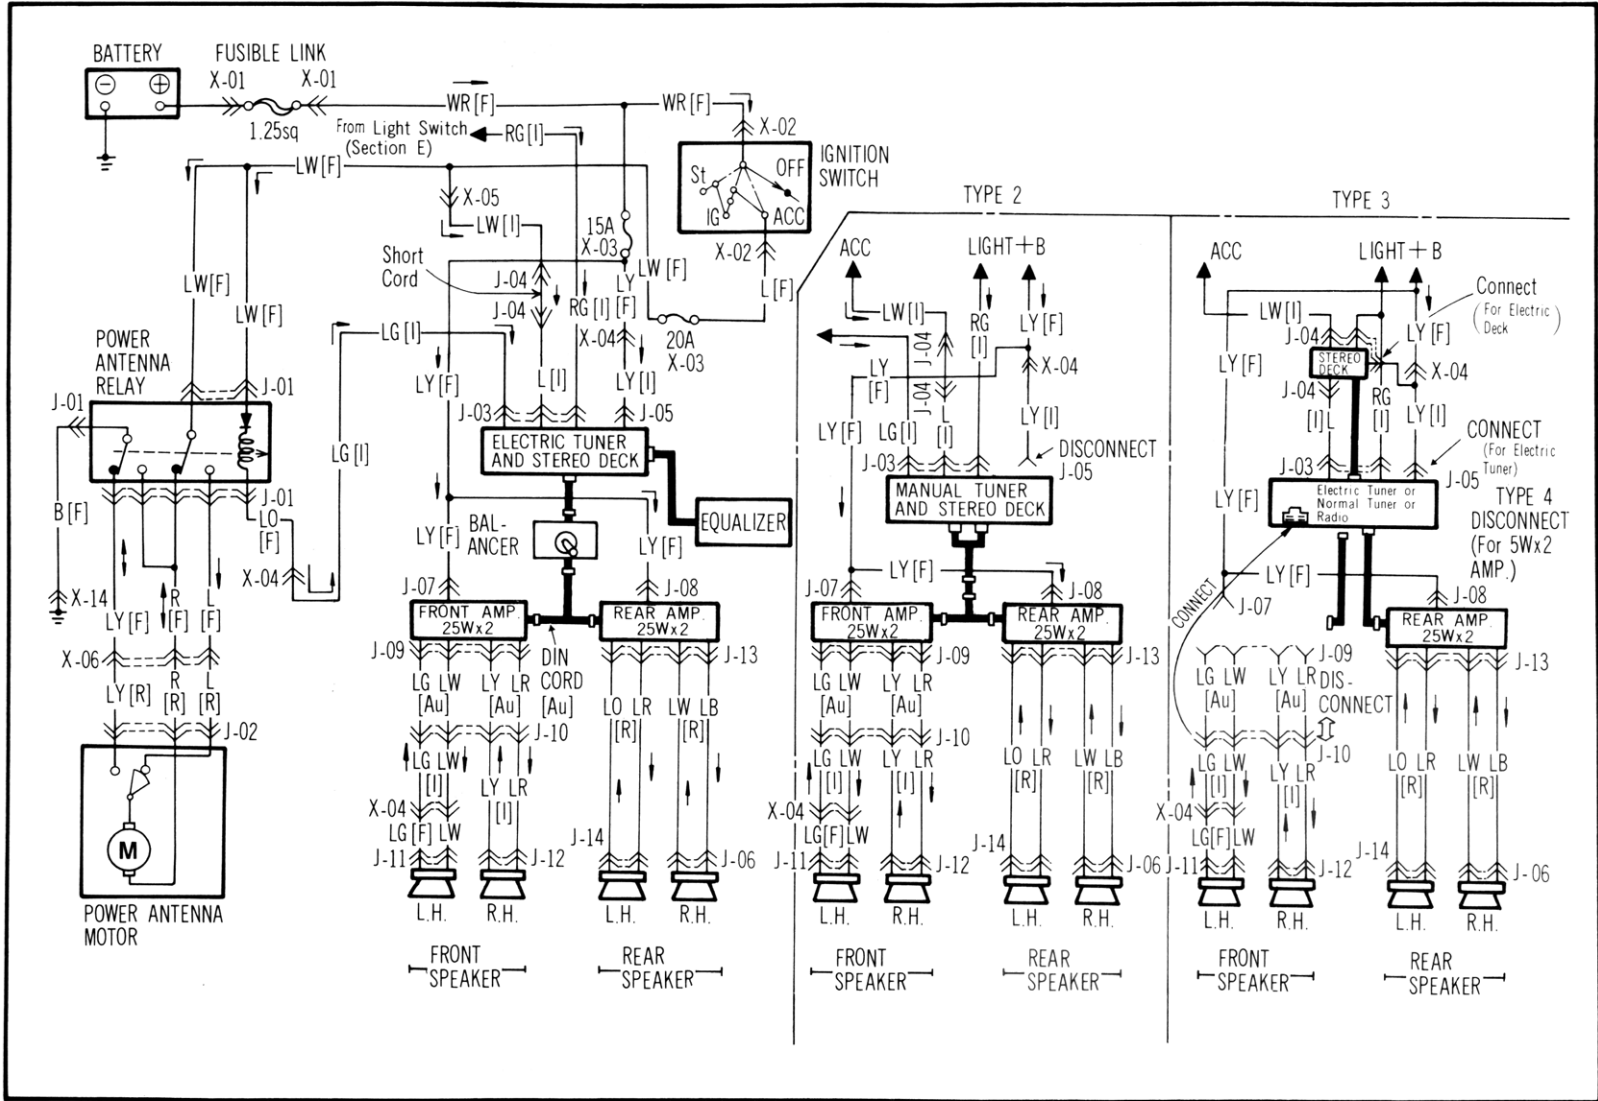 BATTERY
FUSIBLE LINK
X-01 X-01
1.25sq
WR[F]
WR[F]
X-02
From Light Switch
(Section E)
RG[I]
LW[F]
X-05
LW[I]
IGNITION
SWITCH
St
OFF
IG
ACC
X-02
15A
X-03
Short
Cord
J-04
J-04
LW[F]
LW[F]
LW[F]
L[F]
LY
[F]
RG[I]
X-04
20A
X-03
LG[I]
POWER
ANTENNA
RELAY
J-01
J-01
LY[F]
L[I]
LY[I]
J-03
J-05
ELECTRIC TUNER
AND STEREO DECK
LG[I]
B[F]
J-01
LO
[F]
X-04
BAL-
ANCER
EQUALIZER
LY[F]
LY[F]
X-14
LY[F]
R
[F]
L
[F]
X-06
LY[R]
R
[R]
L
[R]
J-02
M
POWER ANTENNA
MOTOR
J-07
J-08
FRONT AMP.
25Wx2
REAR AMP.
25Wx2
J-09
J-13
DIN
CORD
[Au]
LG LW
[Au]
LY LR
[Au]
J-10
LO LR
[R]
LW LB
[R]
LG LW
[I]
LY LR
[I]
X-04
LG[F] LW
J-11
J-12
J-14
J-06
L.H.
R.H.
L.H.
R.H.
FRONT
SPEAKER
REAR
SPEAKER
TYPE 2
ACC
LIGHT+B
LW[I]
RG
[I]
LY[F]
J-04
X-04
LY
[F]
J-04
LY[F]
LG[I]
L
[I]
LY[I]
DISCONNECT
J-03
J-05
MANUAL TUNER
AND STEREO DECK
LY[F]
J-07
J-08
FRONT AMP.
25Wx2
REAR AMP.
25Wx2
J-09
J-13
LG LW
[Au]
LY LR
[Au]
J-10
LG LW
[I]
LY LR
[I]
LO LR
[R]
LW LB
[R]
X-04
LG[F] LW
J-11
J-12
J-14
J-06
L.H.
R.H.
L.H.
R.H.
FRONT
SPEAKER
REAR
SPEAKER
TYPE 3
ACC
LIGHT+B
Connect
(For Electric
Deck)
LW[I]
LY[F]
J-04
STEREO
DECK
X-04
LY[F]
J-04
[I]L
RG
[I]
LY[I]
CONNECT
(For Electric
Tuner)
J-03
J-05
Electric Tuner or
Normal Tuner or
Radio
TYPE 4
DISCONNECT
(For 5Wx2
AMP.)
LY[F]
LY[F]
CONNECT
J-07
J-08
REAR AMP.
25Wx2
J-09
J-13
DIS-
CONNECT
LG LW
[Au]
LY LR
[Au]
J-10
LG LW
[I]
LY LR
[I]
LO LR
[R]
LW LB
[R]
X-04
LG[F] LW
J-11
J-12
J-14
J-06
L.H.
R.H.
L.H.
R.H.
FRONT
SPEAKER
REAR
SPEAKER